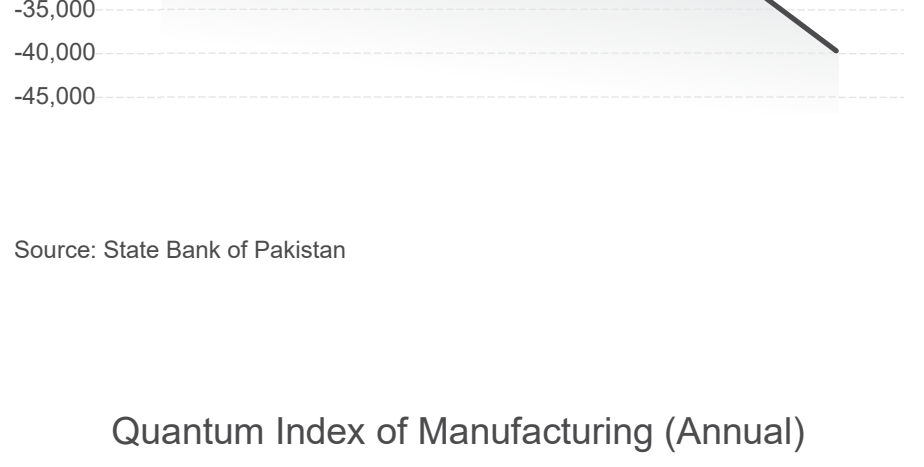 -35,000
-40,000
-45,000
Source: State Bank of Pakistan
Quantum Index of Manufacturing (Annual)